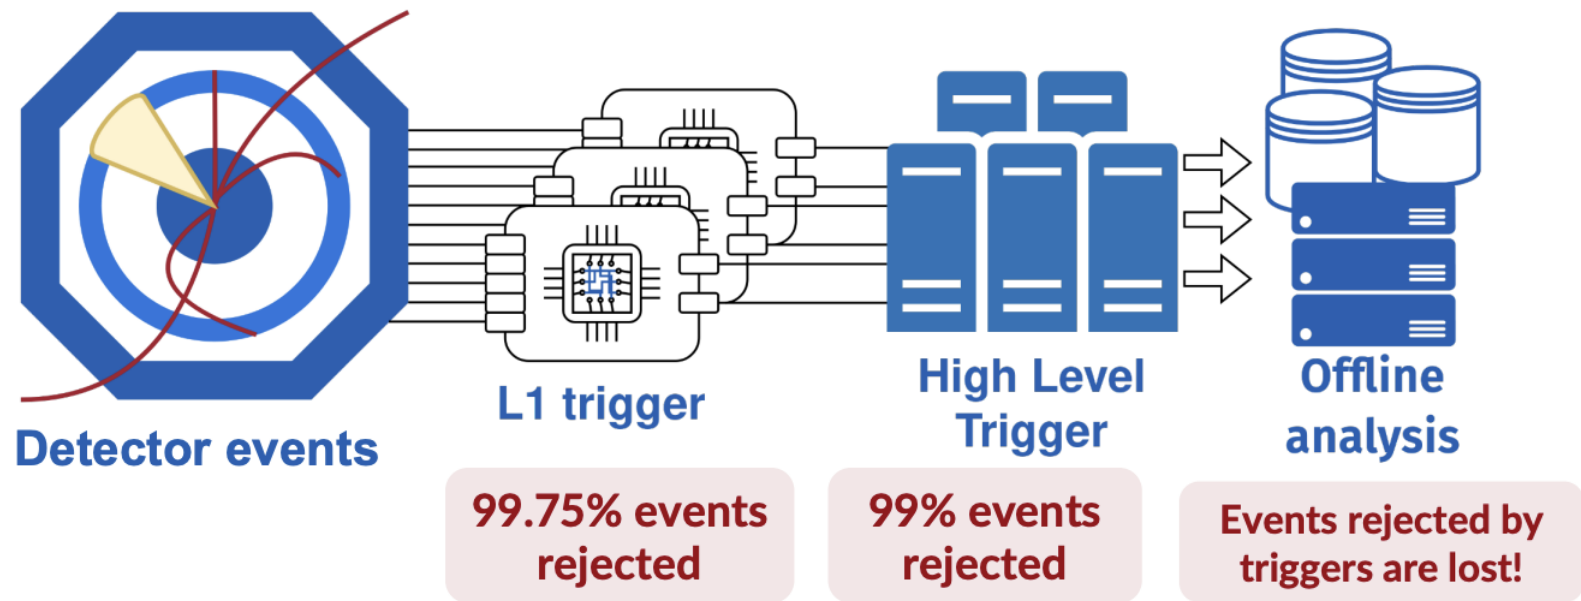 Detector events
L1 trigger
High Level
Trigger
Offline
analysis
99.75% events
rejected
99% events
rejected
Events rejected by
triggers are lost!